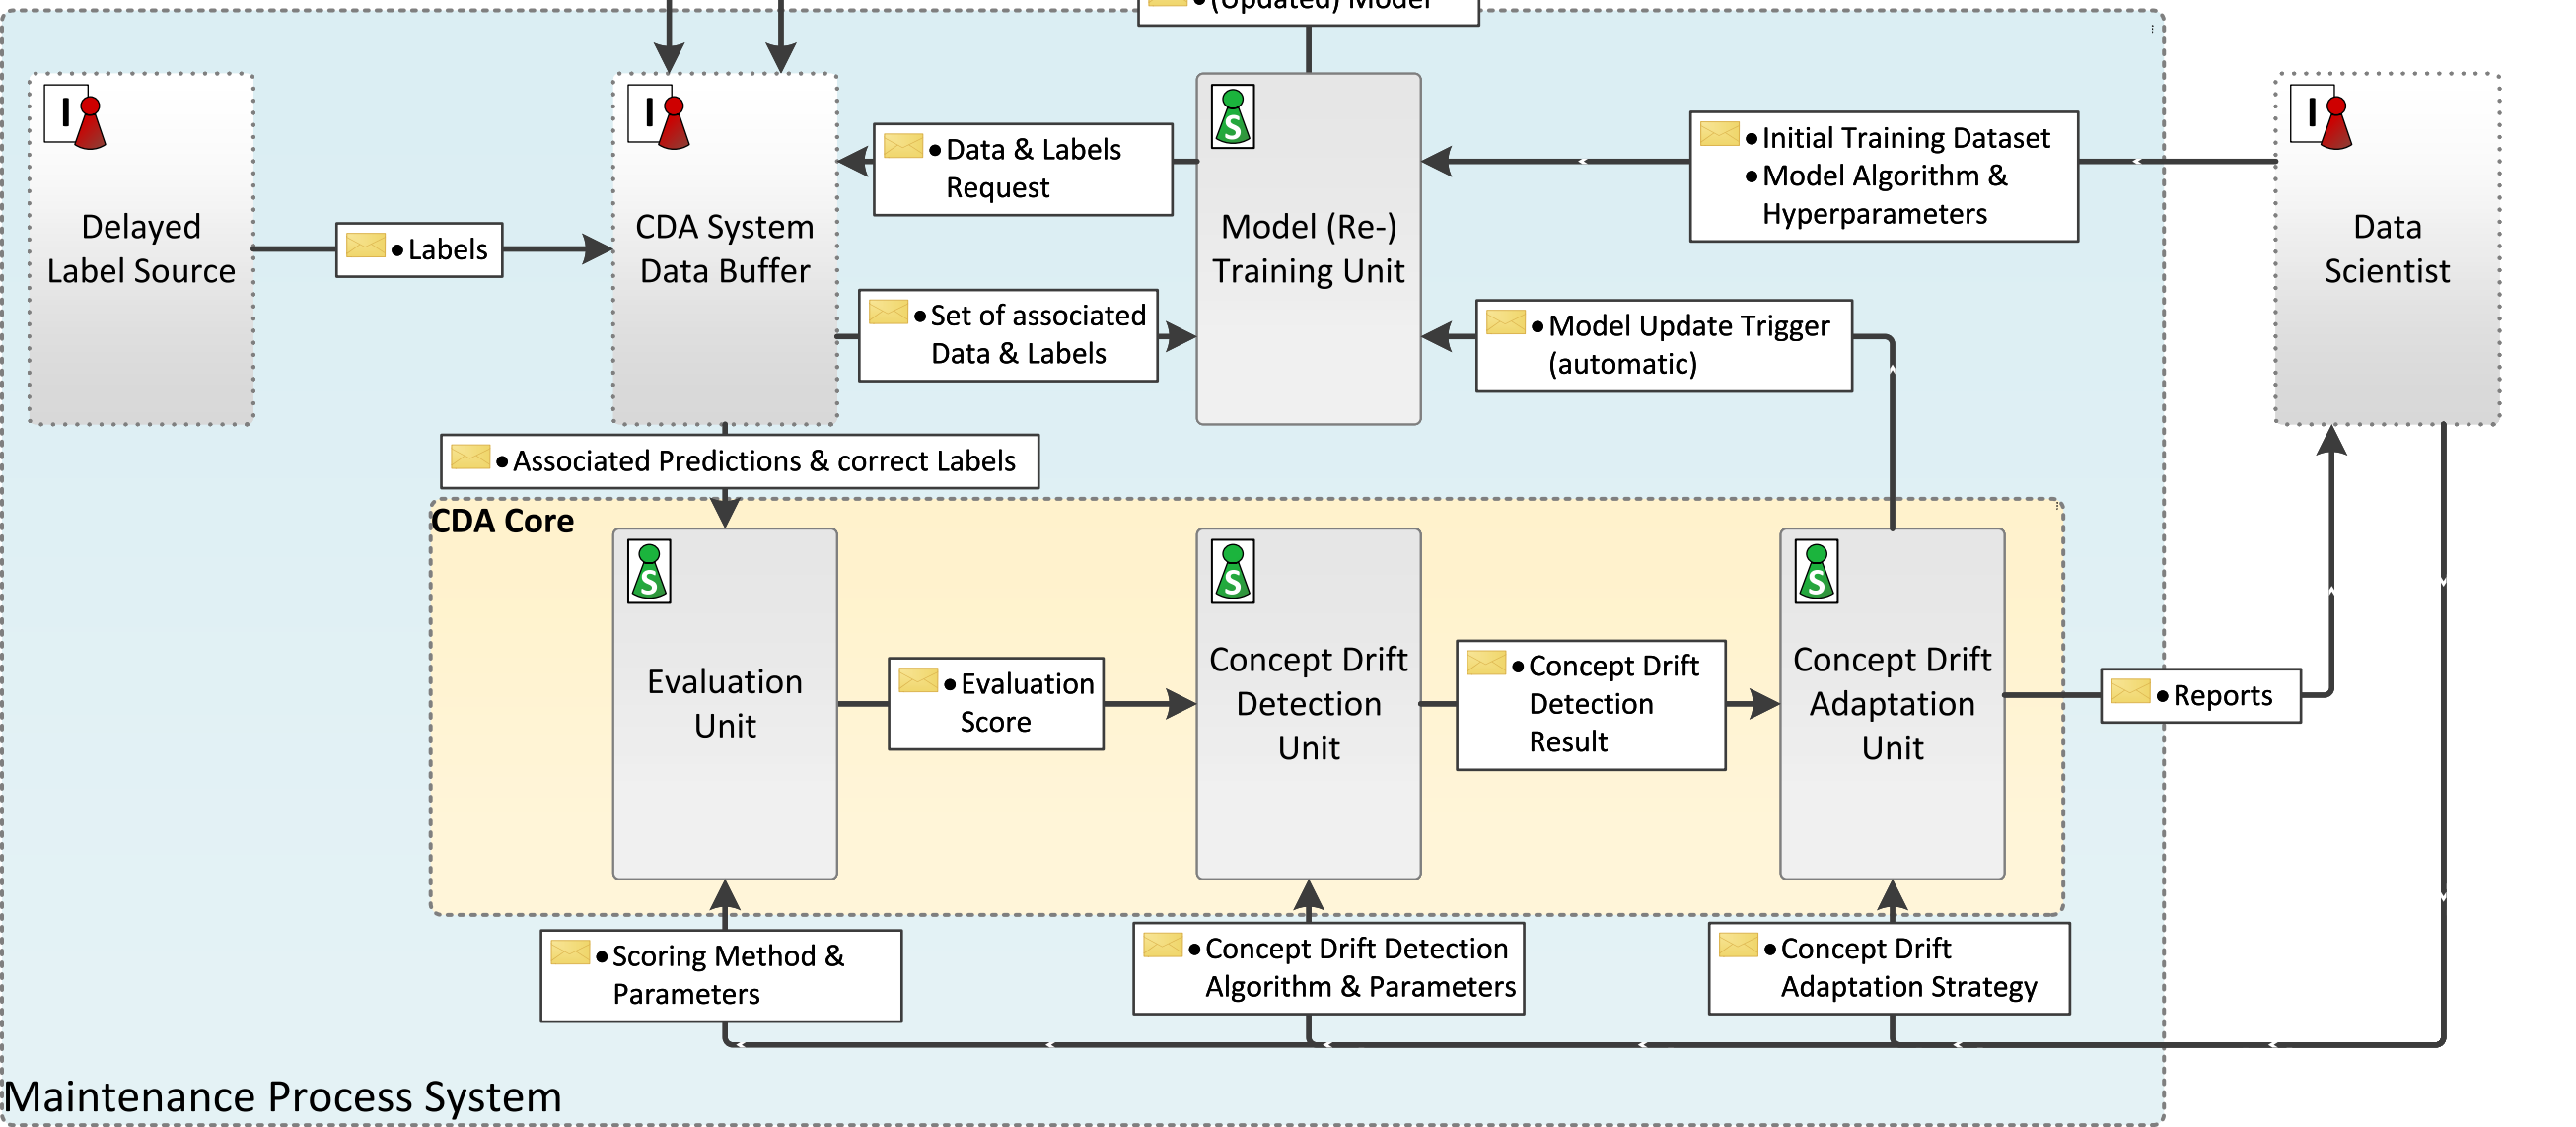 • (Updated) Model
I
Delayed
Label Source
• Labels
I
CDA System
Data Buffer
• Data & Labels
Request
• Set of associated
Data & Labels
S
Model (Re-)
Training Unit
• Initial Training Dataset
• Model Algorithm &
Hyperparameters
• Model Update Trigger
(automatic)
I
Data
Scientist
• Associated Predictions & correct Labels
CDA Core
S
Evaluation
Unit
• Evaluation
Score
S
Concept Drift
Detection
Unit
• Concept Drift
Detection
Result
S
Concept Drift
Adaptation
Unit
• Reports
• Scoring Method &
Parameters
• Concept Drift Detection
Algorithm & Parameters
• Concept Drift
Adaptation Strategy
Maintenance Process System